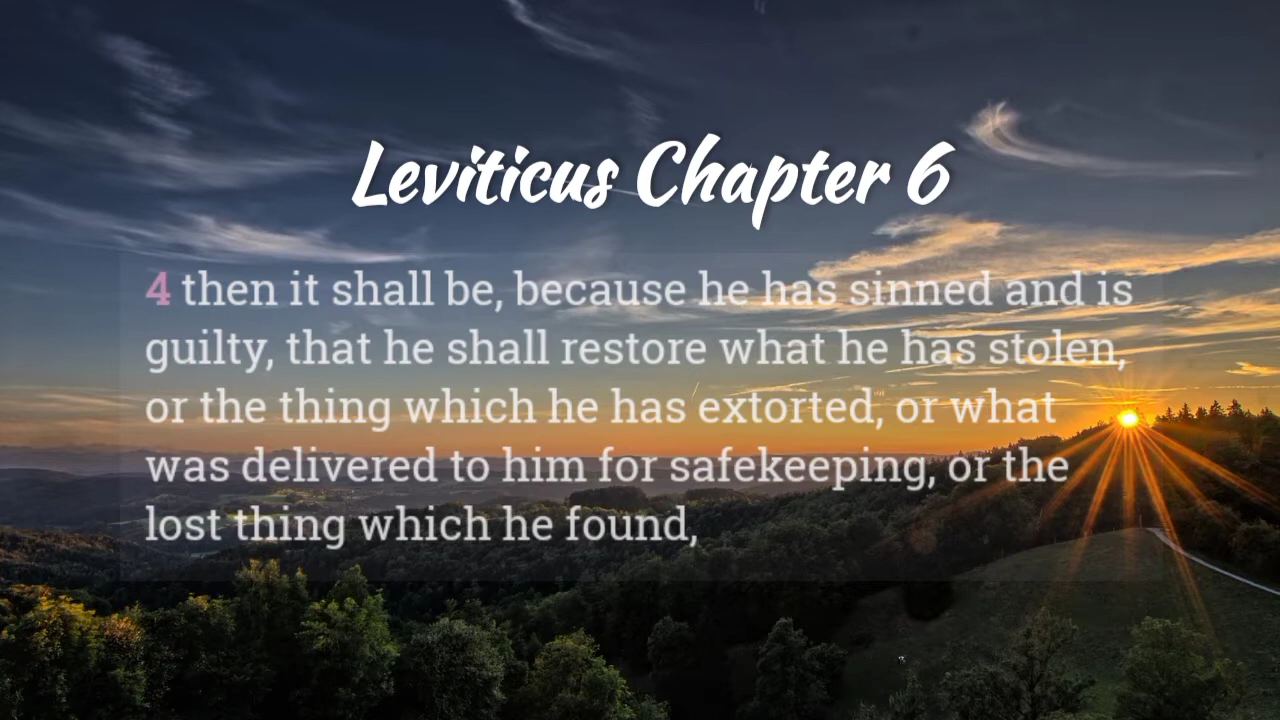 Leviticus Chapter 6
4 then it shall be, because he has sinned and is
guilty, that he shall restore what he has stolen,
or the thing which he has extorted, or what
was delivered to him for safekeeping, or the
lost thing which he found,